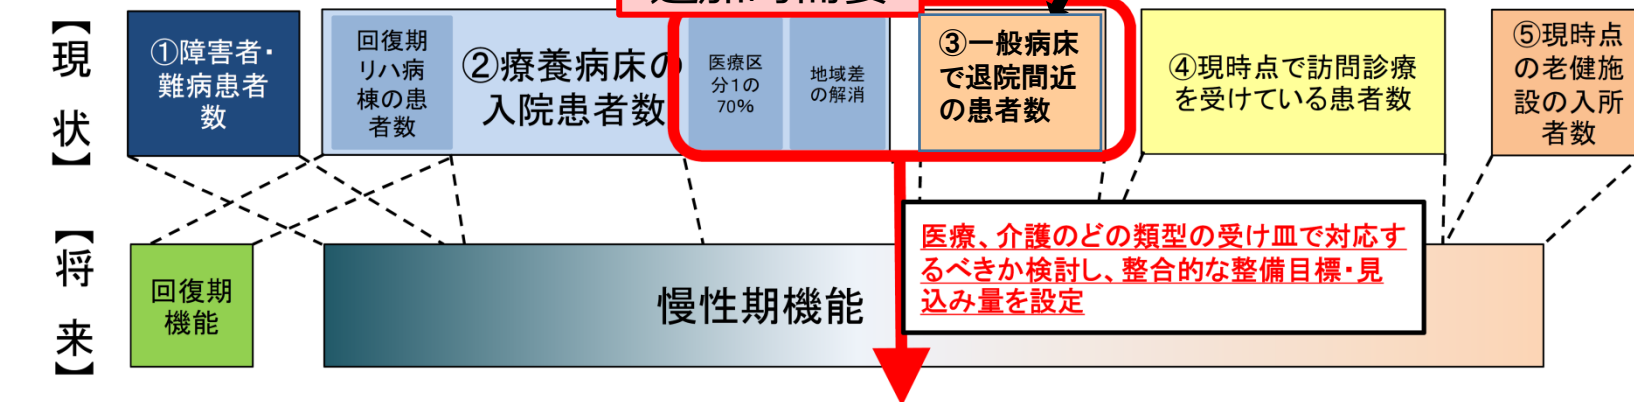 【現状】
①障害者・
難病患者
数
回復期
リハ病
棟の患
者数
②療養病床の
入院患者数
医療区
分1の
70%
地域差
の解消
③一般病床
で退院間近
の患者数
④現時点で訪問診療
を受けている患者数
⑤現時点
の老健施
設の入所
者数
【将来】
回復期
機能
慢性期機能
医療、介護のどの類型の受け皿で対応す
るべきか検討し、整合的な整備目標・見
込み量を設定